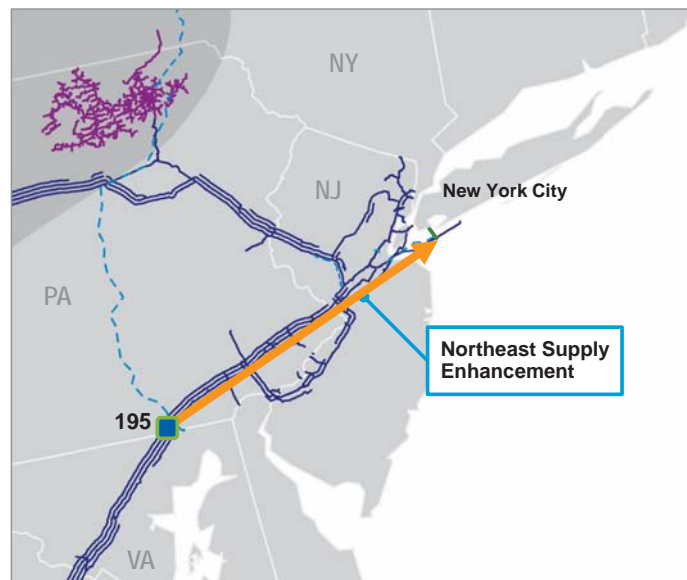 NY
NJ
New York City
PA
Northeast Supply
Enhancement
195
VA